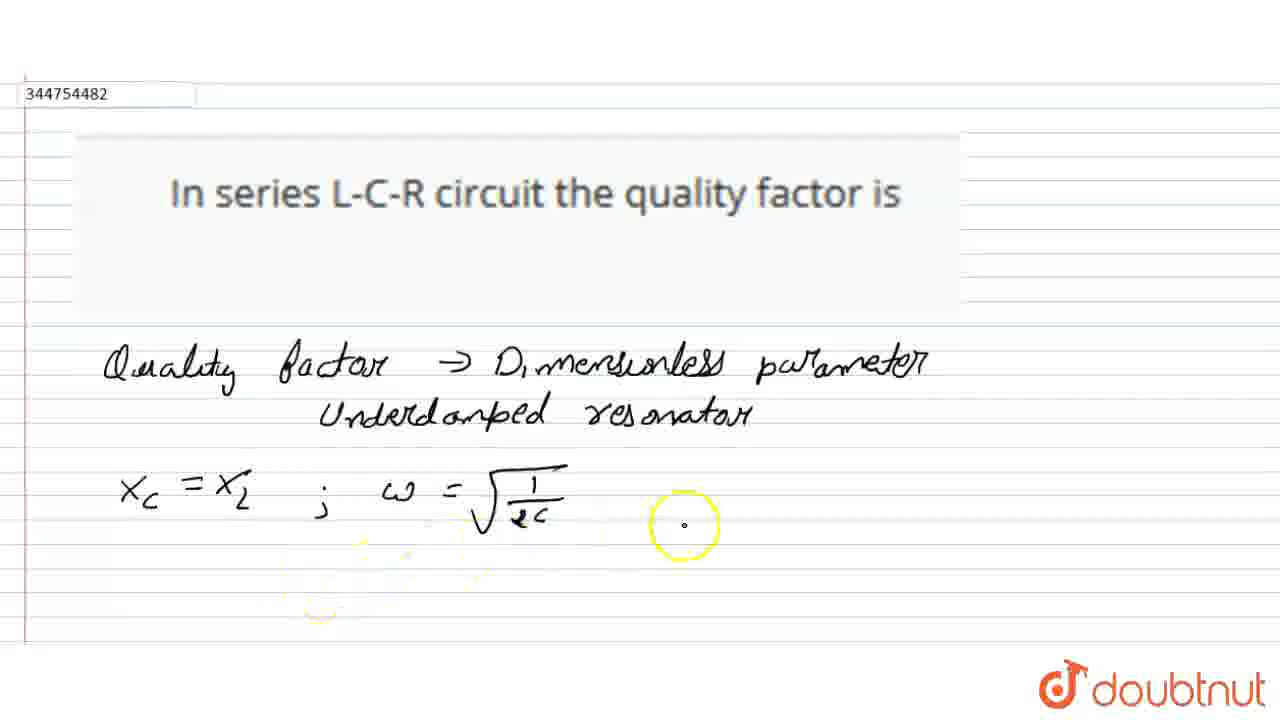 344754482
In series L-C-R circuit the quality factor is
Quality factor → Dimensionless parameter
Underdamped resonator
Xc = XL ; ω = √(1/LC)
doubtnut